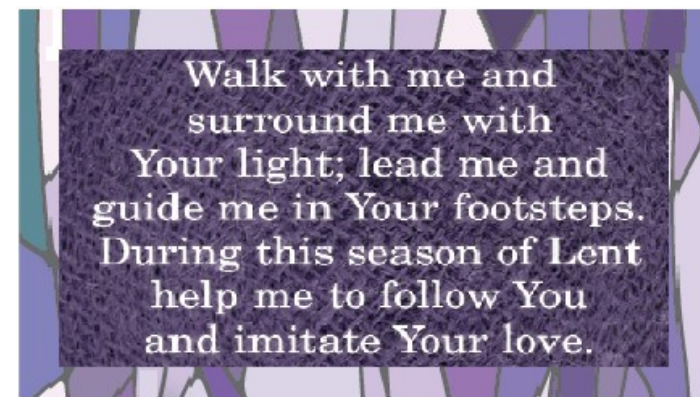 Walk with me and
surround me with
Your light; lead me and
guide me in Your footsteps.
During this season of Lent
help me to follow You
and imitate Your love.